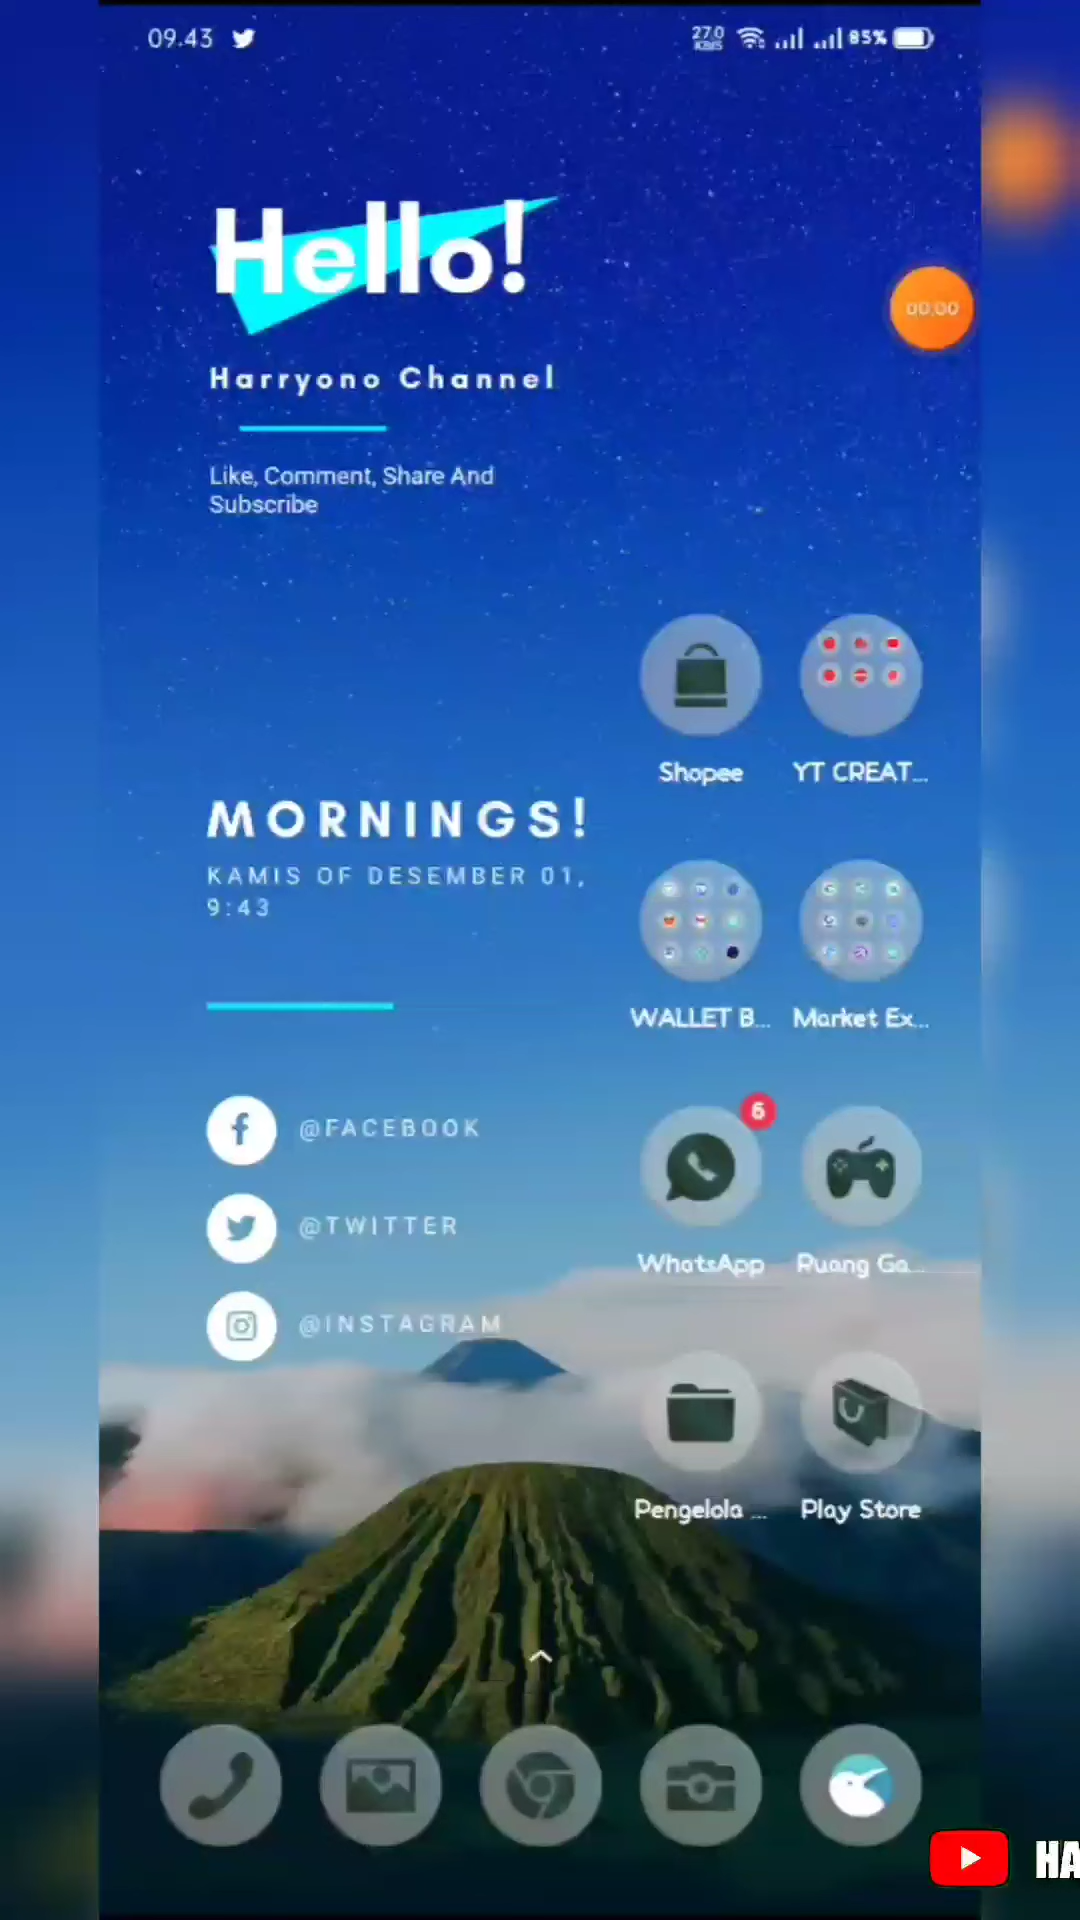 09.43
27.0
KB/S
85%
Hello!
00:00
Harryono Channel
Like, Comment, Share And
Subscribe
Shopee
YT CREAT...
MORNINGS!
KAMIS OF DESEMBER 01,
9:43
WALLET B...
Market Ex...
@FACEBOOK
6
@TWITTER
WhatsApp
Ruang Ga...
@INSTAGRAM
Pengelola ...
Play Store
HA